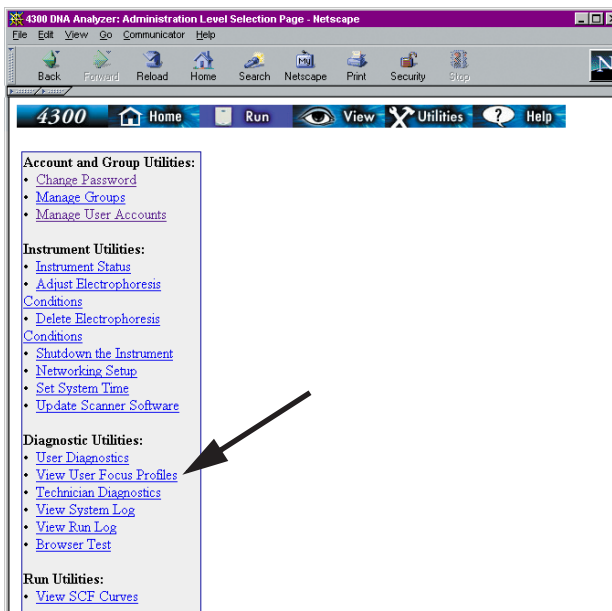 4300 DNA Analyzer: Administration Level Selection Page - Netscape
File Edit View Go Communicator Help
Back Forward Reload Home Search Netscape Print Security Stop
4300 Home Run View Utilities Help
Account and Group Utilities:
• Change Password
• Manage Groups
• Manage User Accounts
Instrument Utilities:
• Instrument Status
• Adjust Electrophoresis
Conditions
• Delete Electrophoresis
Conditions
• Shutdown the Instrument
• Networking Setup
• Set System Time
• Update Scanner Software
Diagnostic Utilities:
• User Diagnostics
• View User Focus Profiles
• Technician Diagnostics
• View System Log
• View Run Log
• Browser Test
Run Utilities:
• View SCF Curves